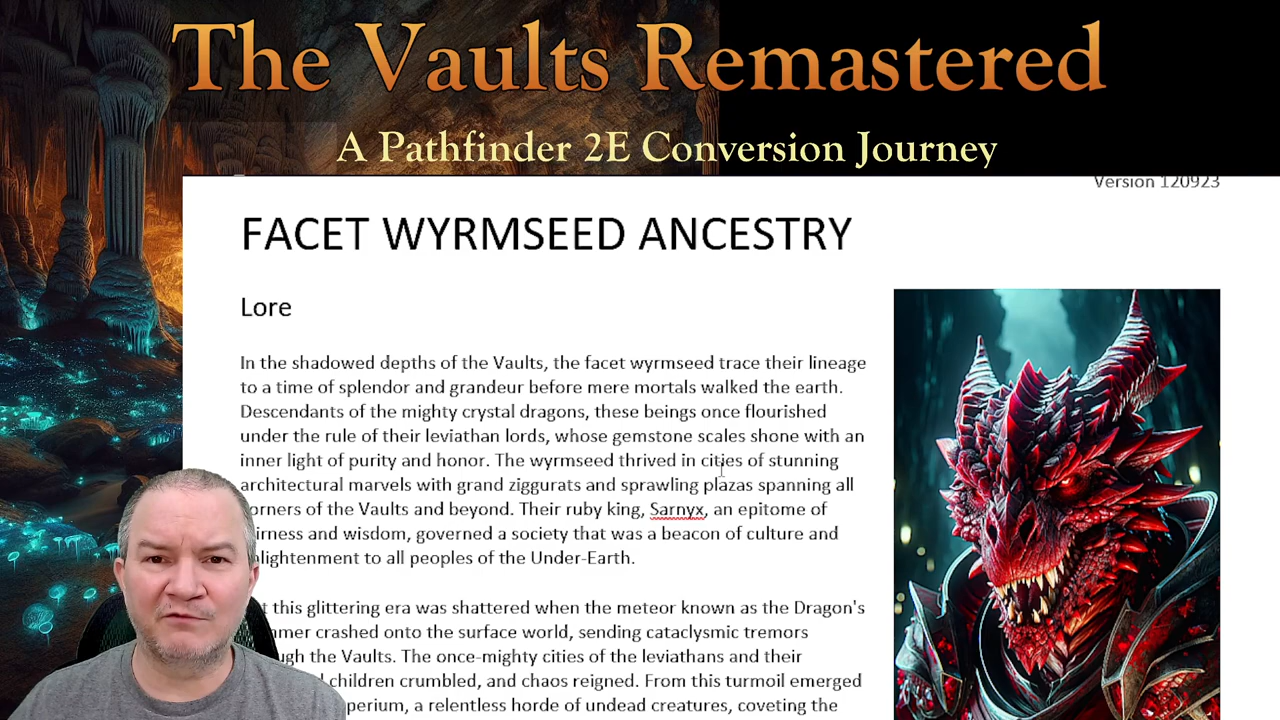 The Vaults Remastered
A Pathfinder 2E Conversion Journey
Version 120923
FACET WYRMSEED ANCESTRY
Lore
In the shadowed depths of the Vaults, the facet wyrmseed trace their lineage
to a time of splendor and grandeur before mere mortals walked the earth.
Descendants of the mighty crystal dragons, these beings once flourished
under the rule of their leviathan lords, whose gemstone scales shone with an
inner light of purity and honor. The wyrmseed thrived in cities of stunning
architectural marvels with grand ziggurats and sprawling plazas spanning all
corners of the Vaults and beyond. Their ruby king, Sarnyx, an epitome of
fairness and wisdom, governed a society that was a beacon of culture and
enlightenment to all peoples of the Under-Earth.
this glittering era was shattered when the meteor known as the Dragon's
crashed onto the surface world, sending cataclysmic tremors
the Vaults. The once-mighty cities of the leviathans and their
children crumbled, and chaos reigned. From this turmoil emerged
a relentless horde of undead creatures, coveting the